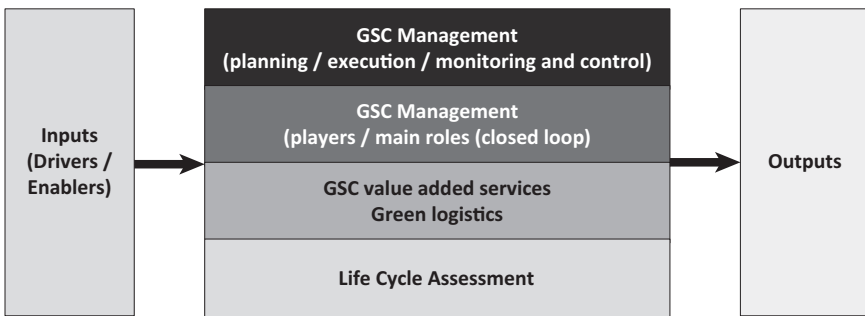 Inputs
(Drivers /
Enablers)
GSC Management
(planning / execution / monitoring and control)
GSC Management
(players / main roles (closed loop)
GSC value added services
Green logistics
Life Cycle Assessment
Outputs